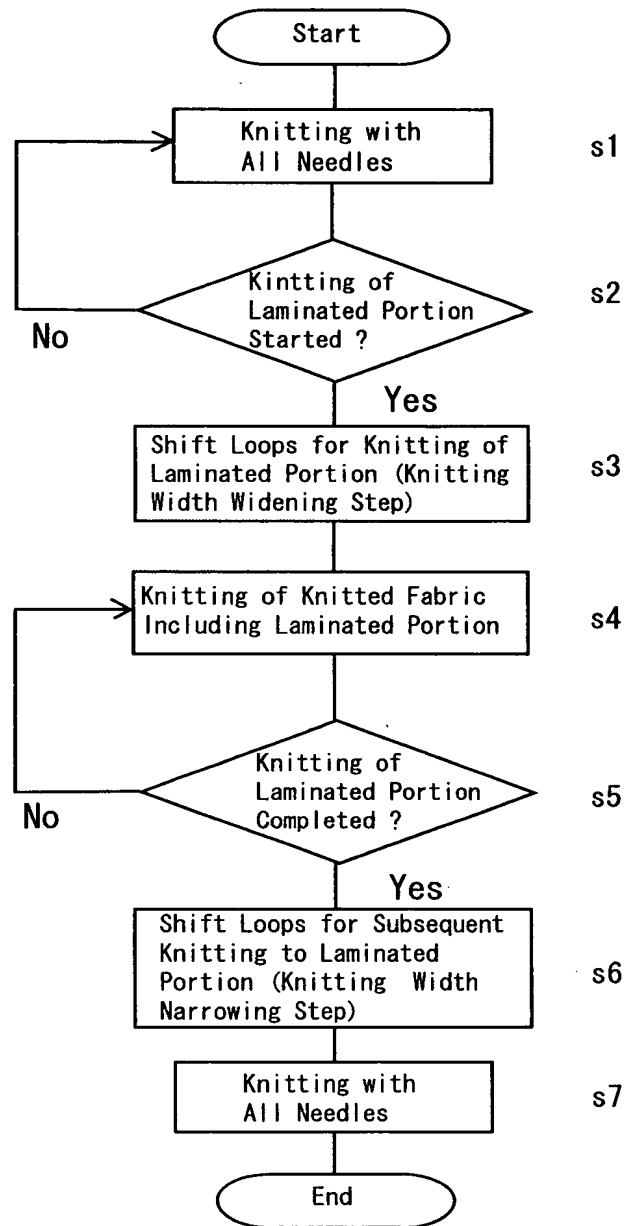 Start
Knitting with
All Needles
s1
Kintting of
Laminated Portion
Started ?
s2
No
Yes
Shift Loops for Knitting of
Laminated Portion (Knitting
Width Widening Step)
s3
Knitting of Knitted Fabric
Including Laminated Portion
s4
Knitting of
Laminated Portion
Completed ?
s5
No
Yes
Shift Loops for Subsequent
Knitting to Laminated
Portion (Knitting Width
Narrowing Step)
s6
Knitting with
All Needles
s7
End